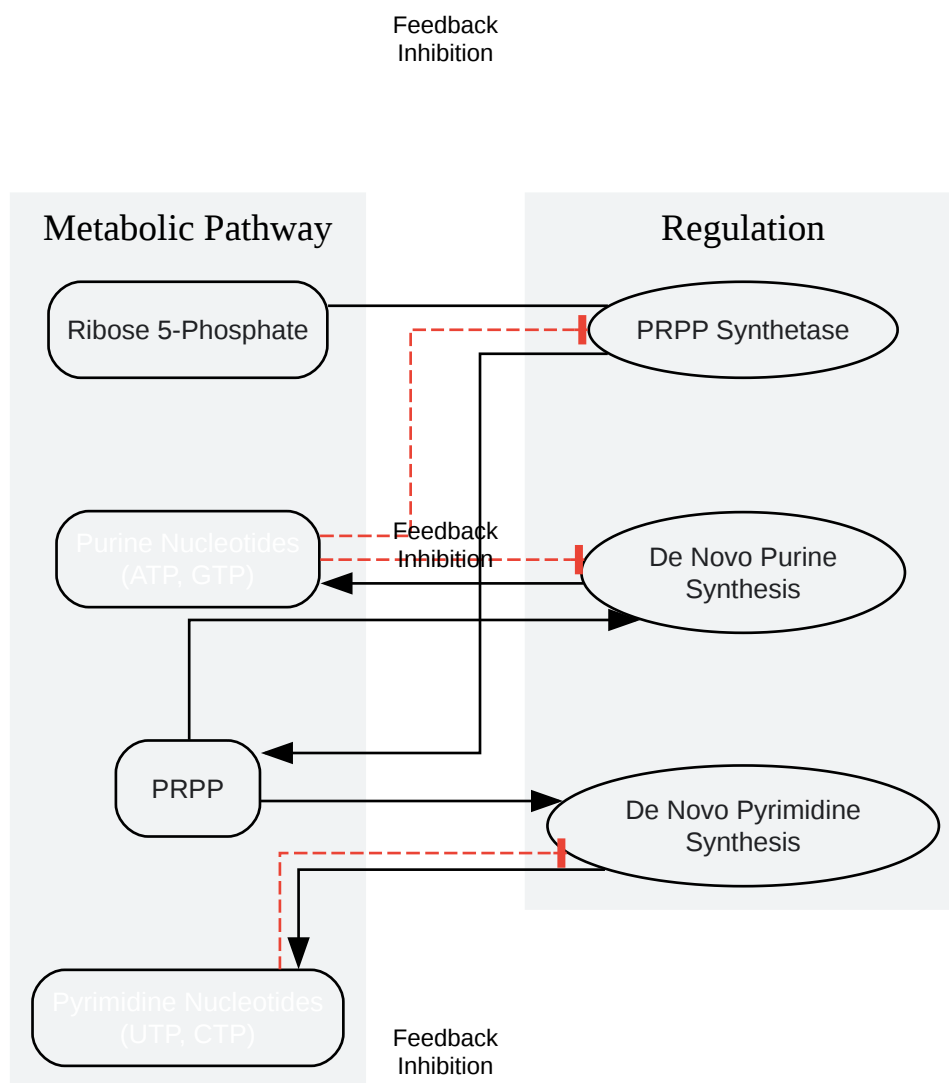 Feedback
Inhibition
Metabolic Pathway
Regulation
Ribose 5-Phosphate
PRPP Synthetase
Purine Nucleotides
(ATP, GTP)
Feedback
Inhibition
De Novo Purine
Synthesis
PRPP
De Novo Pyrimidine
Synthesis
Pyrimidine Nucleotides
(UTP, CTP)
Feedback
Inhibition